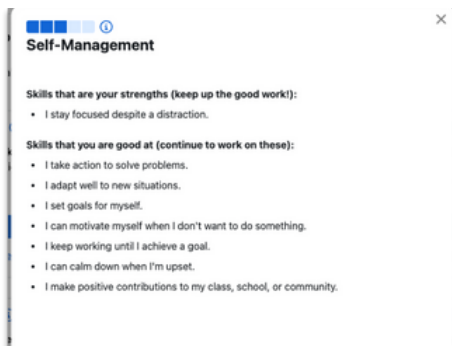 Self-Management
Skills that are your strengths (keep up the good work!):
• I stay focused despite a distraction.
Skills that you are good at (continue to work on these):
• I take action to solve problems.
• I adapt well to new situations.
• I set goals for myself.
• I can motivate myself when I don't want to do something.
• I keep working until I achieve a goal.
• I can calm down when I'm upset.
• I make positive contributions to my class, school, or community.